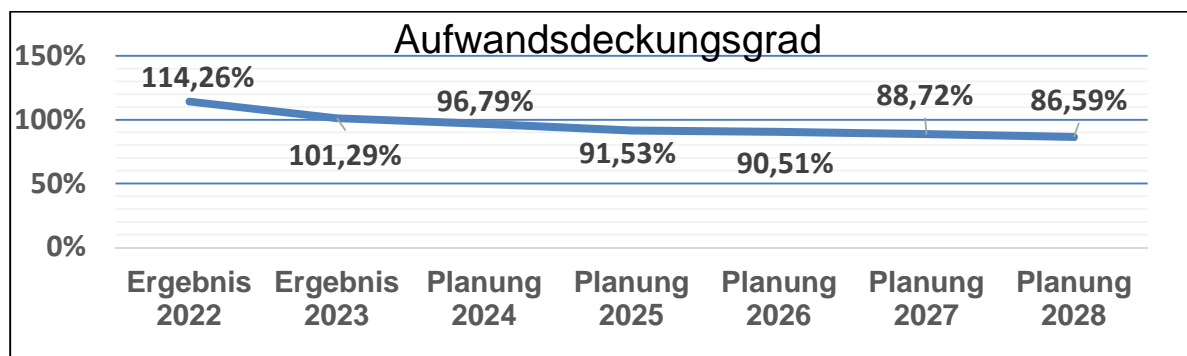 Aufwandsdeckungsgrad
150%
100%
50%
0%
114,26%
101,29%
96,79%
91,53%
90,51%
88,72%
86,59%
Ergebnis
2022
Ergebnis
2023
Planung
2024
Planung
2025
Planung
2026
Planung
2027
Planung
2028